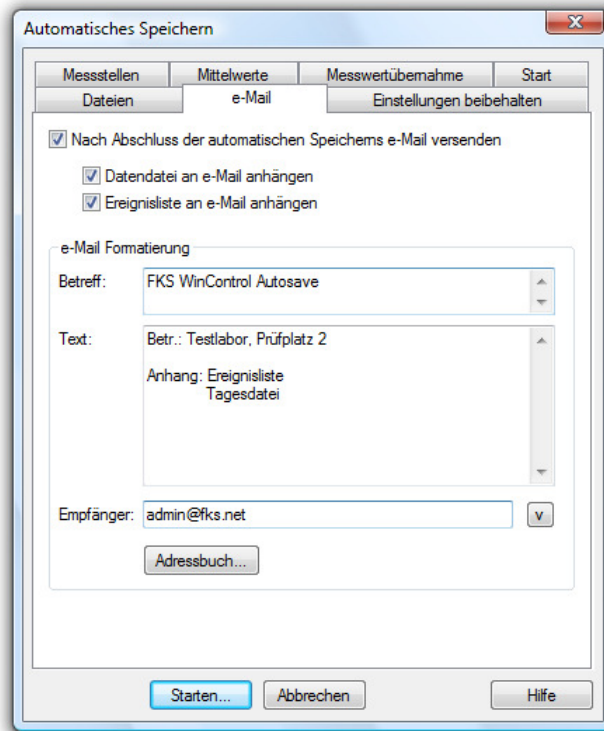 Automatisches Speichern
Messstellen Mittelwerte Messwertübernahme Start
Dateien e-Mail Einstellungen beibehalten
Nach Abschluss der automatischen Speicherns e-Mail versenden
Datendatei an e-Mail anhängen
Ereignisliste an e-Mail anhängen
e-Mail Formatierung
Betreff: FKS WinControl Autosave
Text: Betr.: Testlabor, Prüfplatz 2
Anhang: Ereignisliste
Tagesdatei
Empfänger: admin@fks.net v
Adressbuch...
Starten... Abbrechen Hilfe